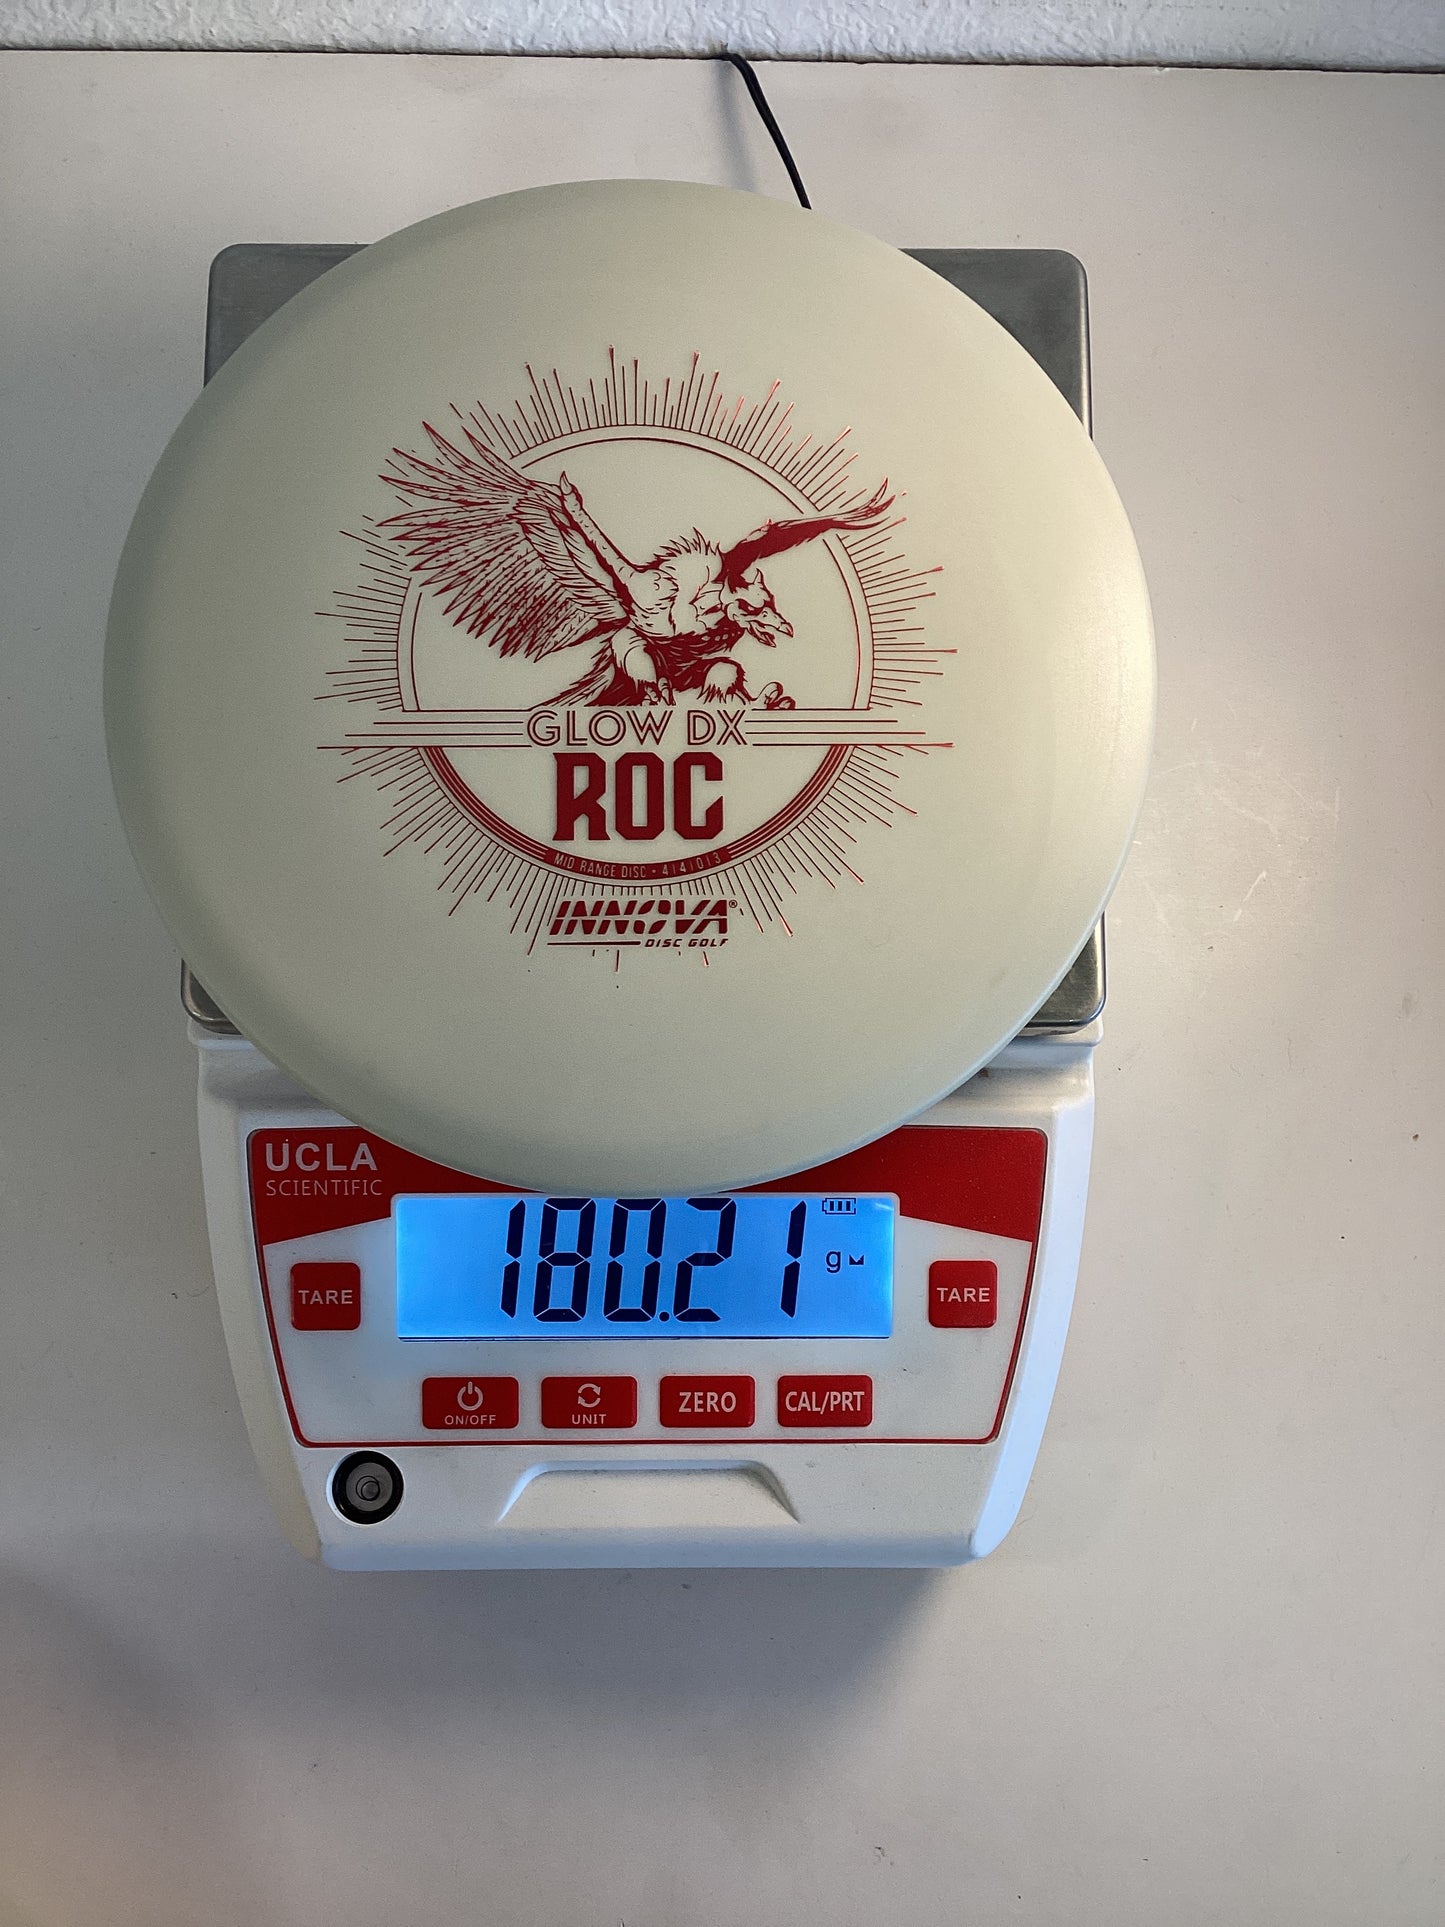 GLOW DX
ROC
MID RANGE DISC • 4|4|0|3
INNOVA®
DISC GOLF
UCLA
SCIENTIFIC
180.21 g
TARE
TARE
ON/OFF
UNIT
ZERO
CAL/PRT